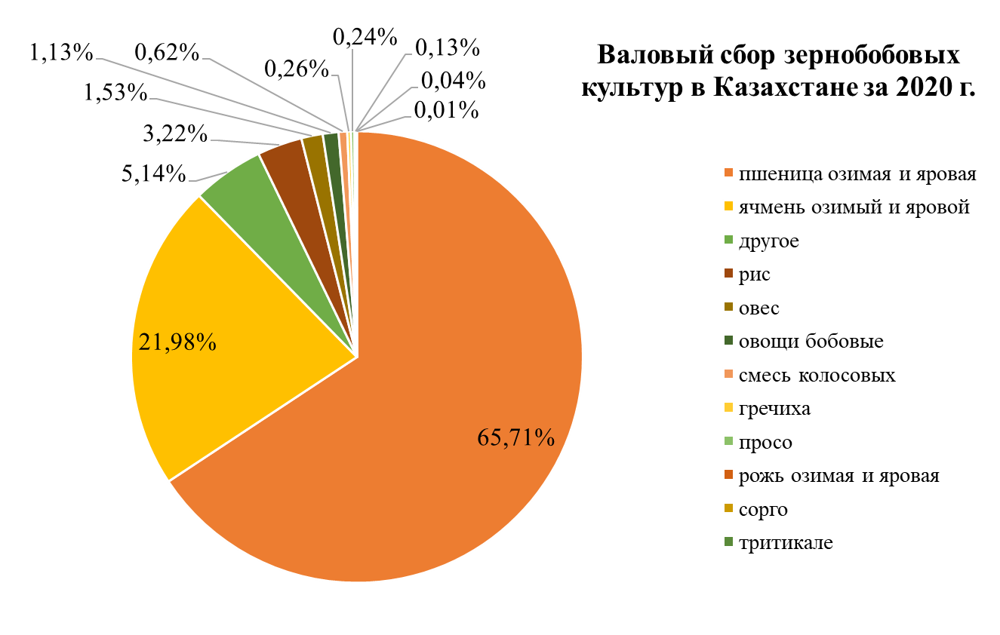 Валовый сбор зернобобовых
культур в Казахстане за 2020 г.
0,24%
1,13%
0,62%
0,13%
0,26%
0,04%
1,53%
0,01%
3,22%
5,14%
21,98%
65,71%
пшеница озимая и яровая
ячмень озимый и яровой
другое
рис
овес
овощи бобовые
смесь колосовых
гречиха
просо
рожь озимая и яровая
сорго
тритикале